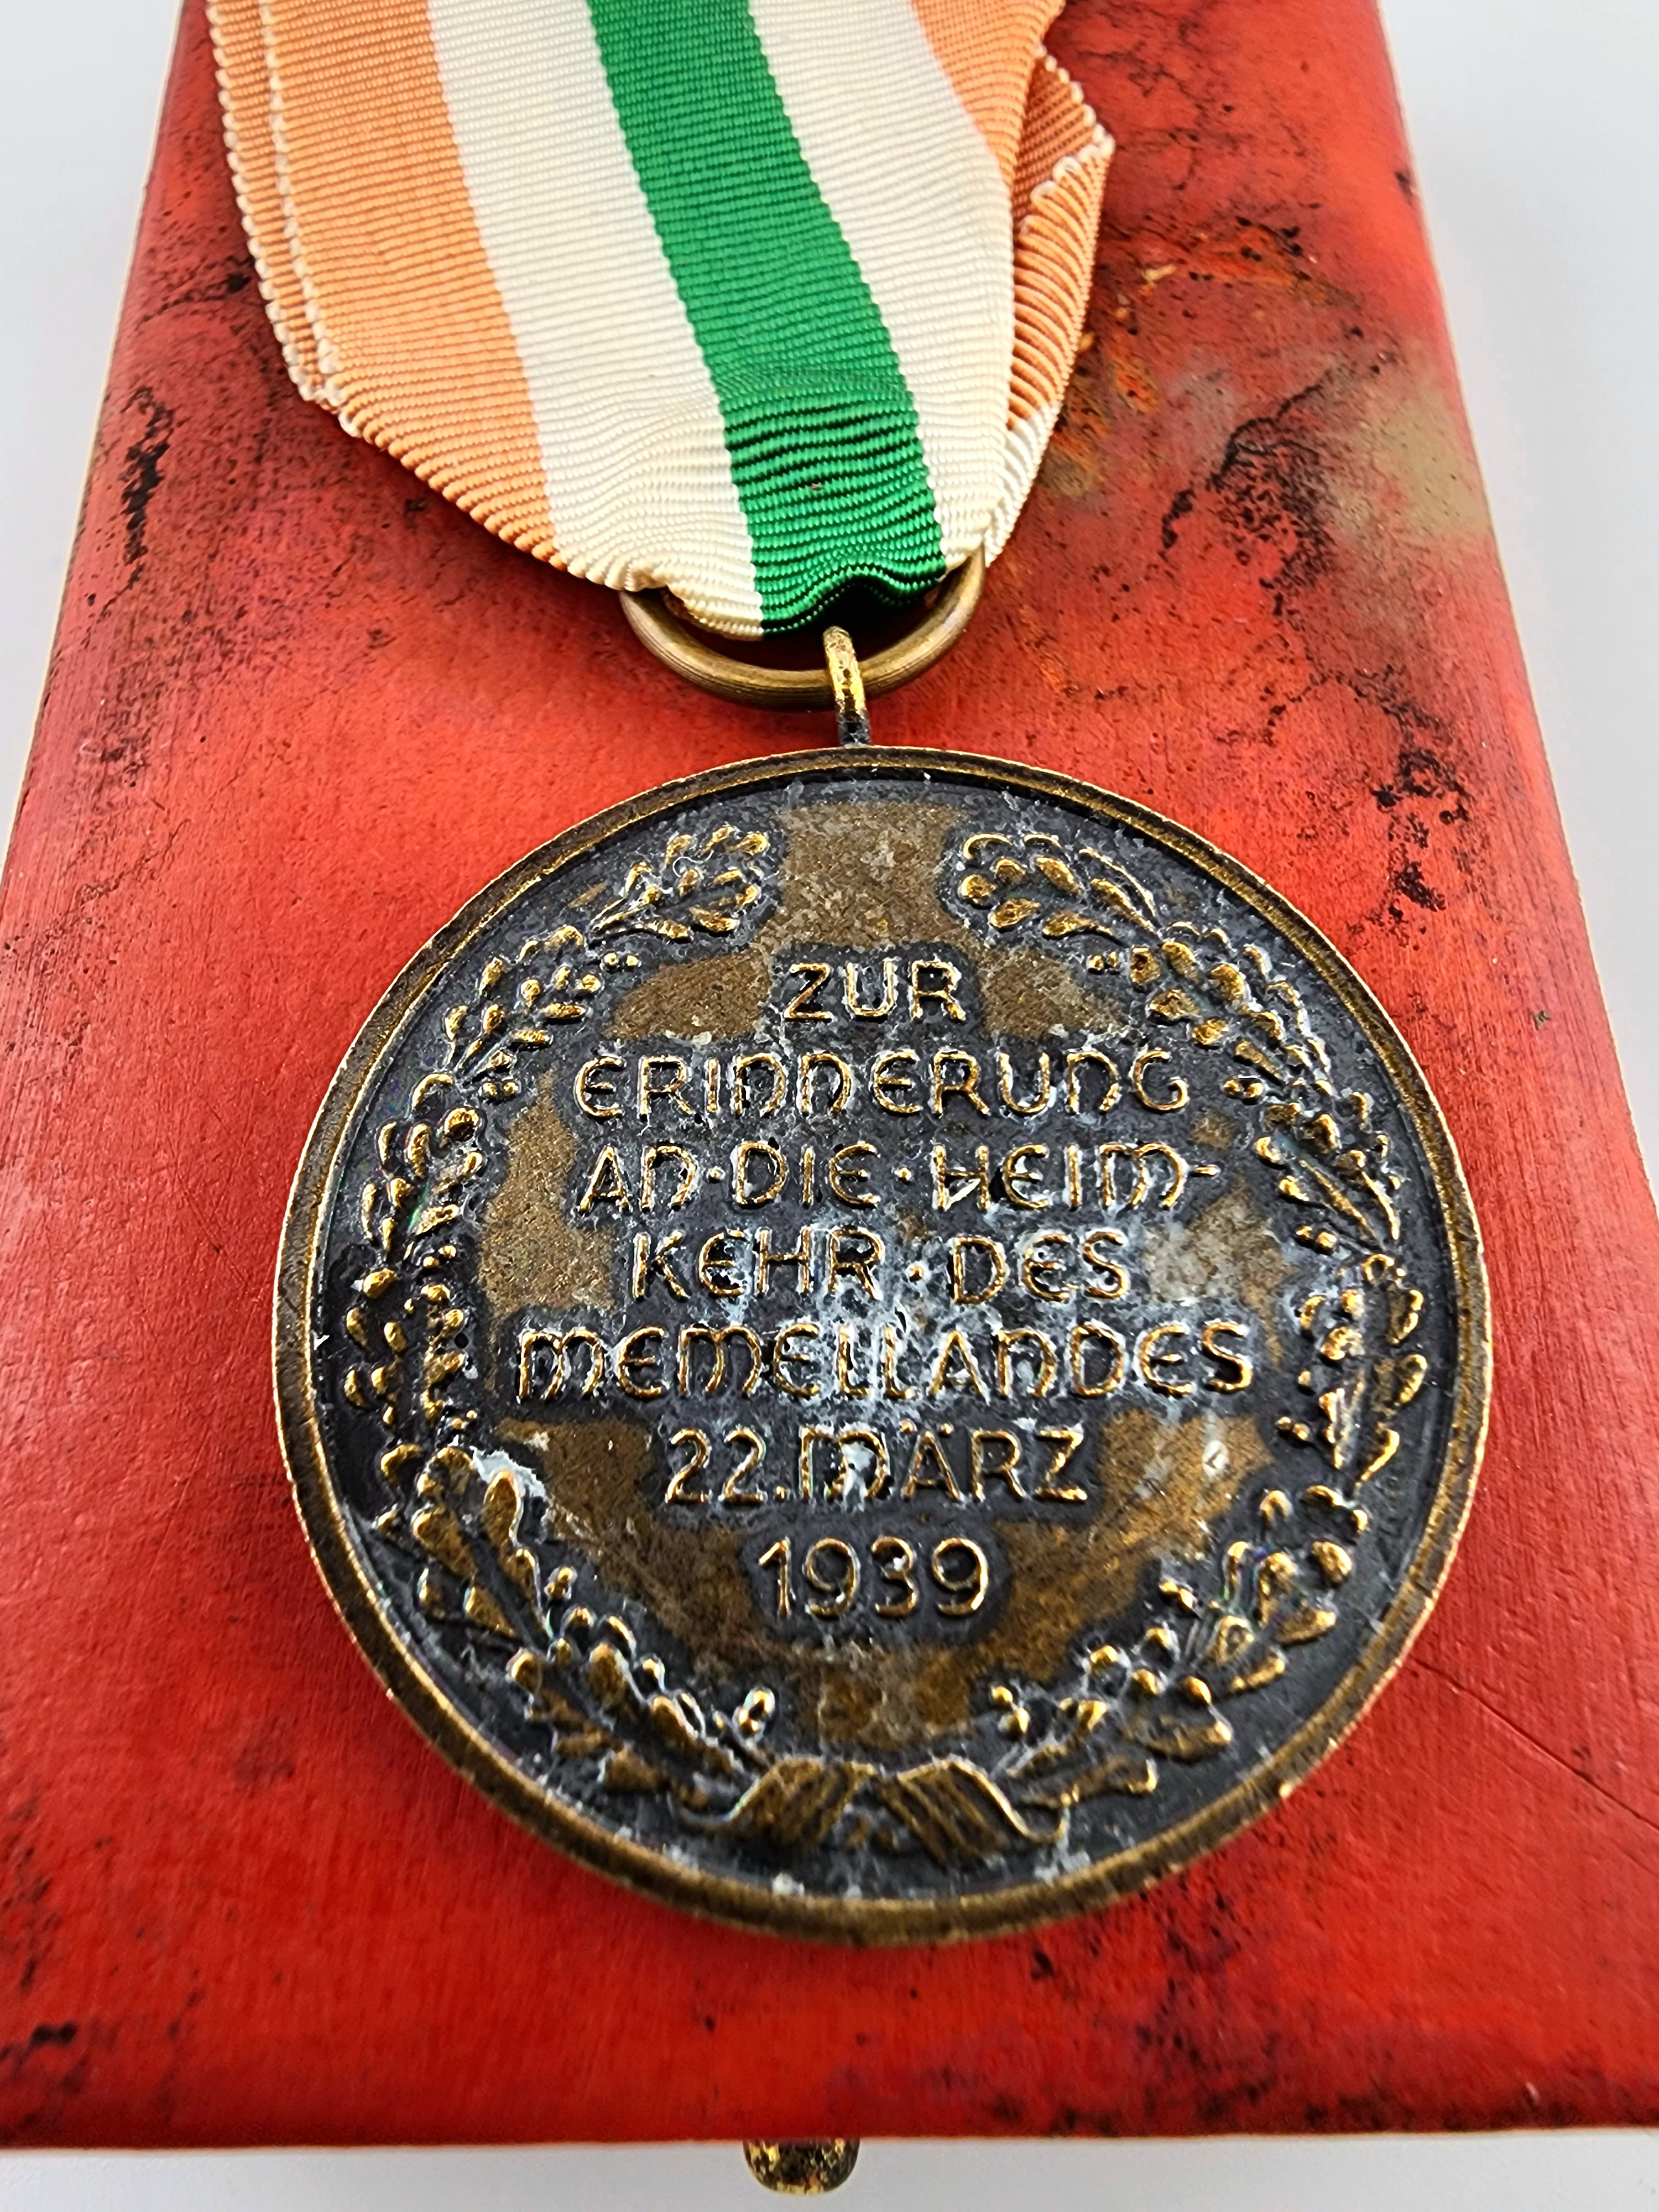 ZUR
ERINNERUNG
AN·DIE·HEIM-
KEHR·DES
MEMELLANDES
22.MÄRZ
1939